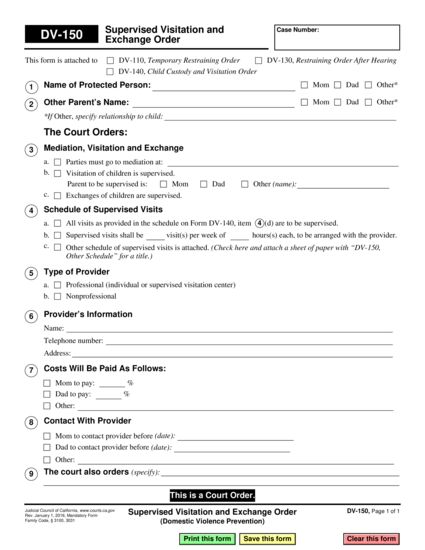 DV-150
Supervised Visitation and
Exchange Order
Case Number:
This form is attached to DV-110, Temporary Restraining Order DV-130, Restraining Order After Hearing
DV-140, Child Custody and Visitation Order
1 Name of Protected Person: Mom Dad Other*
2 Other Parent's Name: Mom Dad Other*
*If Other, specify relationship to child:
The Court Orders:
3 Mediation, Visitation and Exchange
a. Parties must go to mediation at:
b. Visitation of children is supervised.
Parent to be supervised is: Mom Dad Other (name):
c. Exchanges of children are supervised.
4 Schedule of Supervised Visits
a. All visits as provided in the schedule on Form DV-140, item 4(d) are to be supervised.
b. Supervised visits shall be visit(s) per week of hours(s) each, to be arranged with the provider.
c. Other schedule of supervised visits is attached. (Check here and attach a sheet of paper with "DV-150,
Other Schedule" for a title.)
5 Type of Provider
a. Professional (individual or supervised visitation center)
b. Nonprofessional
6 Provider's Information
Name:
Telephone number:
Address:
7 Costs Will Be Paid As Follows:
Mom to pay: %
Dad to pay: %
Other:
8 Contact With Provider
Mom to contact provider before (date):
Dad to contact provider before (date):
Other:
9 The court also orders (specify):
This is a Court Order.
Judicial Council of California, www.courts.ca.gov
Rev. January 1, 2016, Mandatory Form
Family Code, § 3100, 3031
Supervised Visitation and Exchange Order
(Domestic Violence Prevention)
DV-150, Page 1 of 1
Print this form Save this form Clear this form